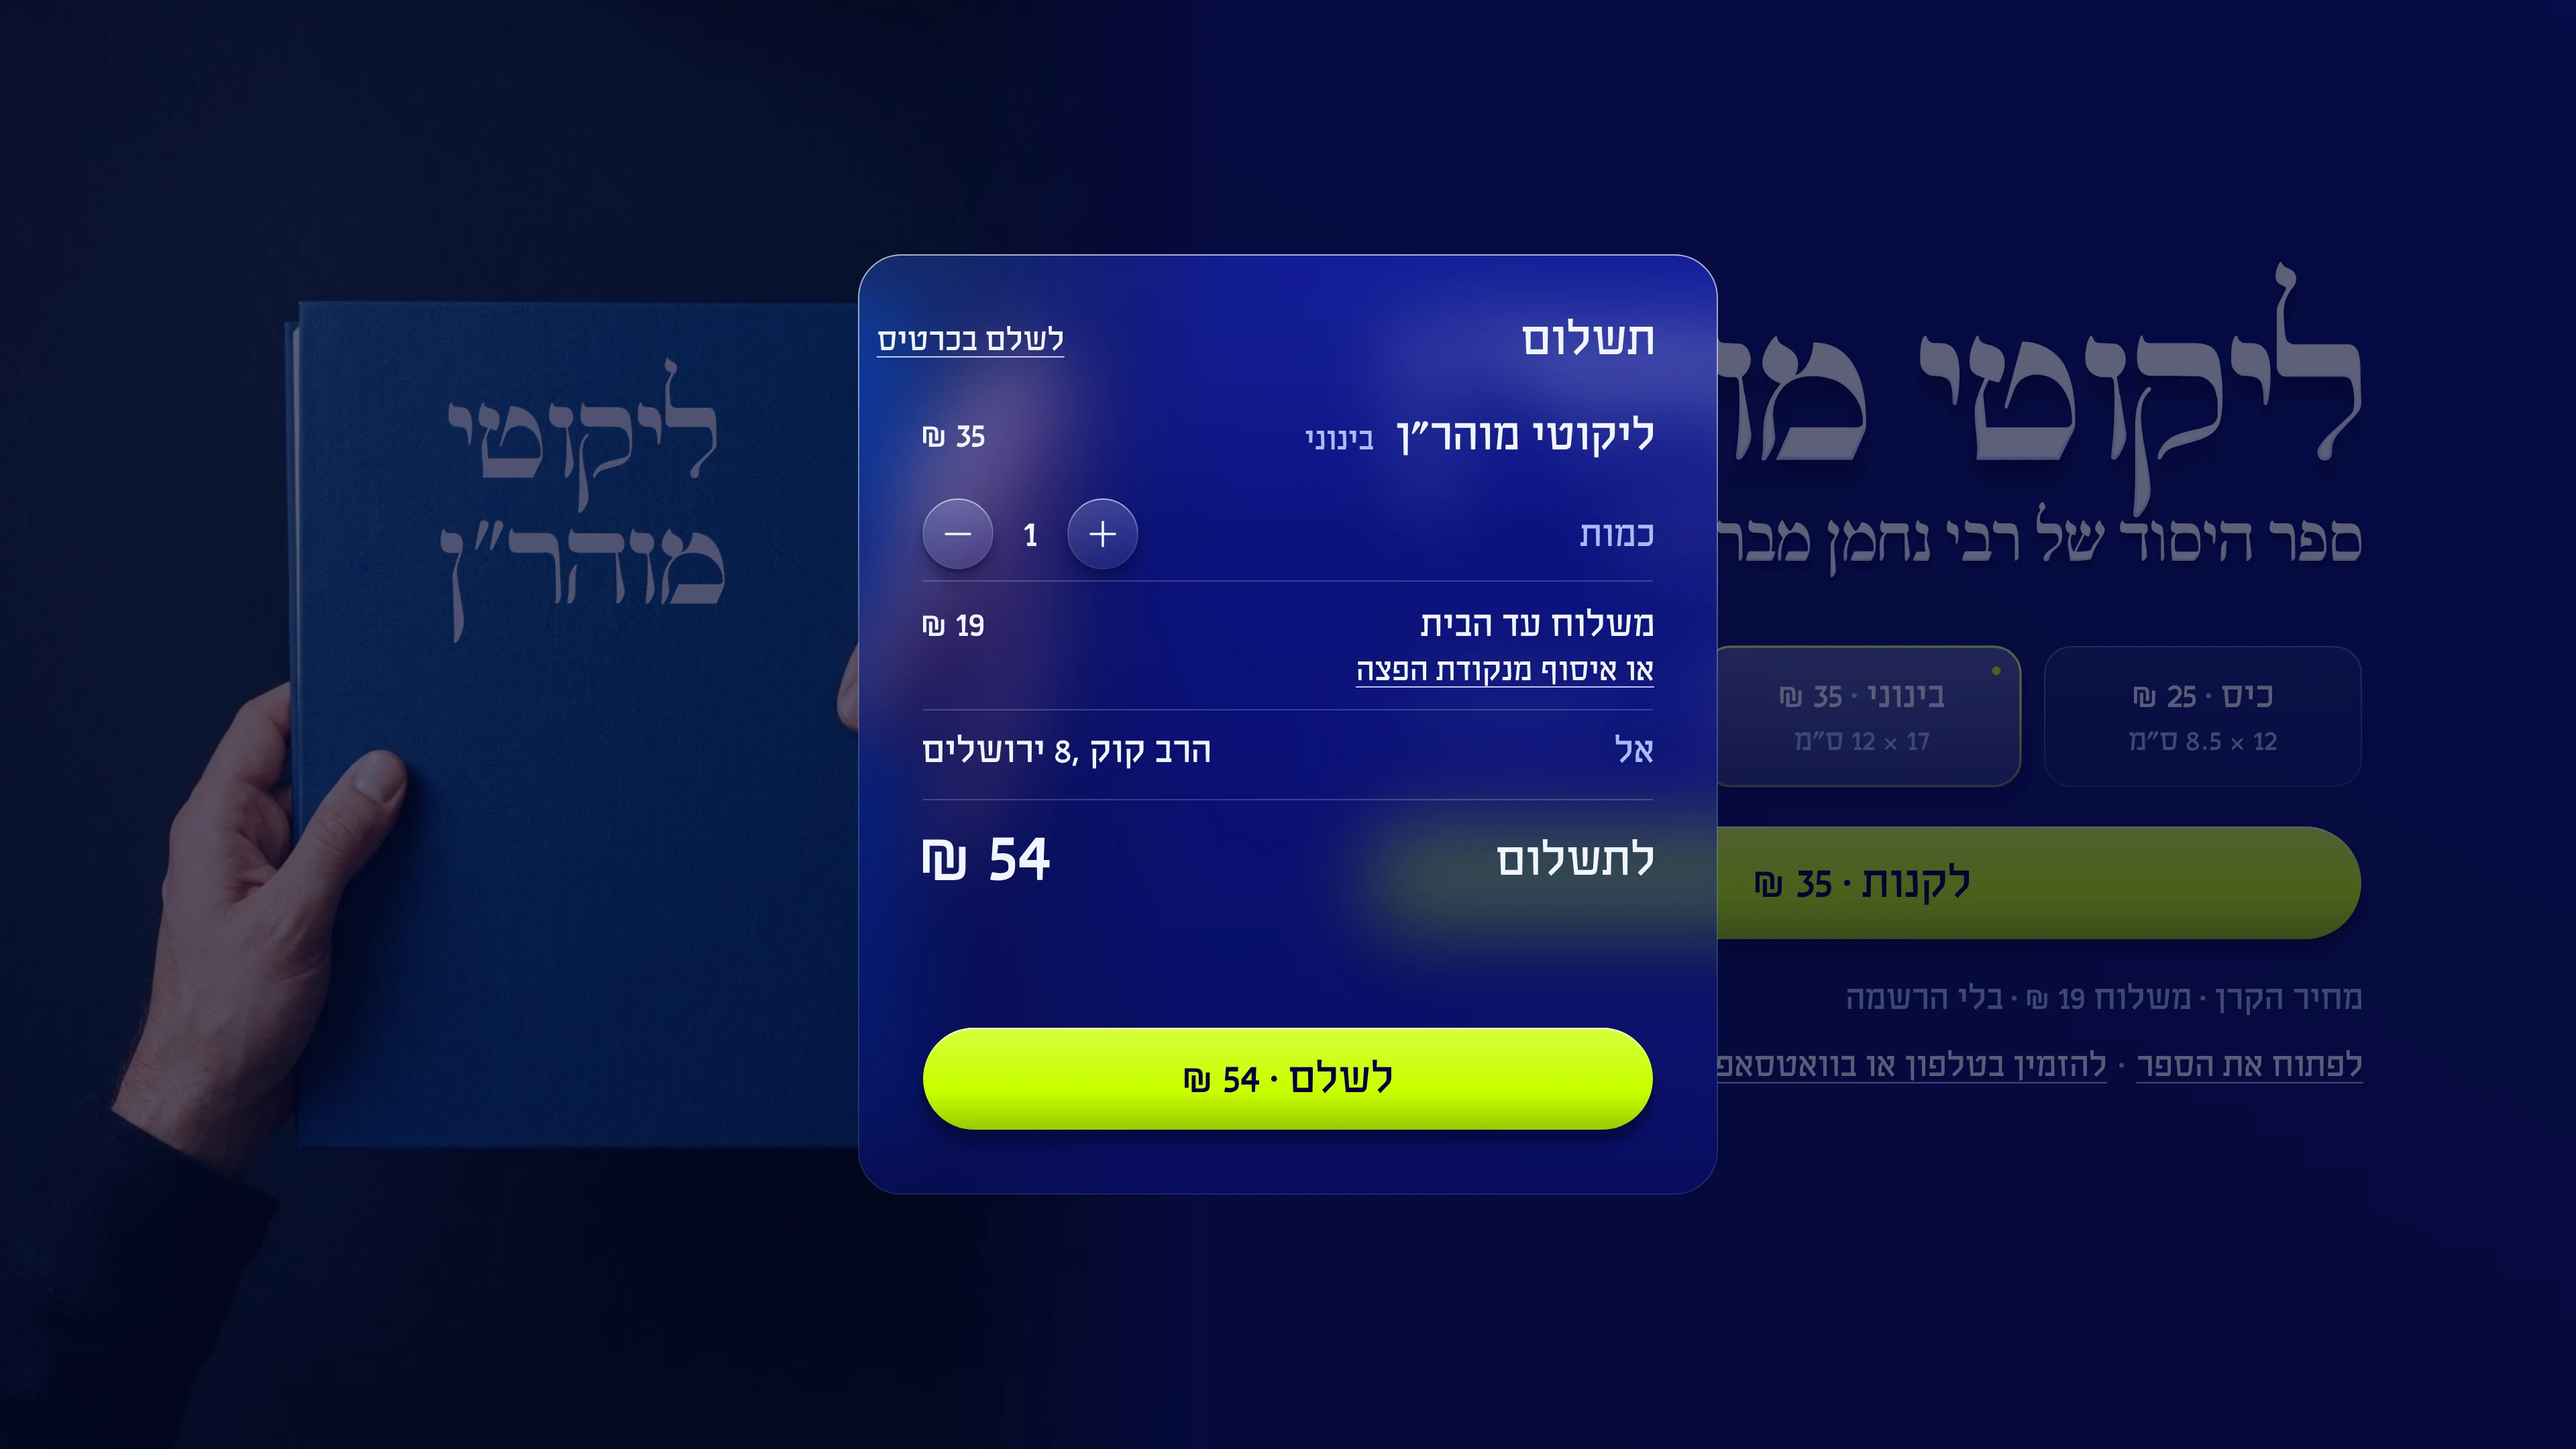 תשלום
לשלם בכרטיס
ליקוטי מוהר״ן בינוני
35 ₪
כמות
+ 1 −
משלוח עד הבית
19 ₪
או איסוף מנקודת הפצה
אל
הרב קוק ,8 ירושלים
לתשלום
54 ₪
לשלם · 54 ₪
ליקוטי
ספר היסוד של רבי נחמן
כיס · 25 ₪
12 × 8.5 ס״מ
בינוני · 35 ₪
17 × 12 ס״מ
לקנות · 35 ₪
מחיר הקרן · משלוח 19 ₪ · בלי הרשמה
לפתוח את הספר · להזמין בטלפון או בוואטסאפ
ליקוטי
מוהר״ן